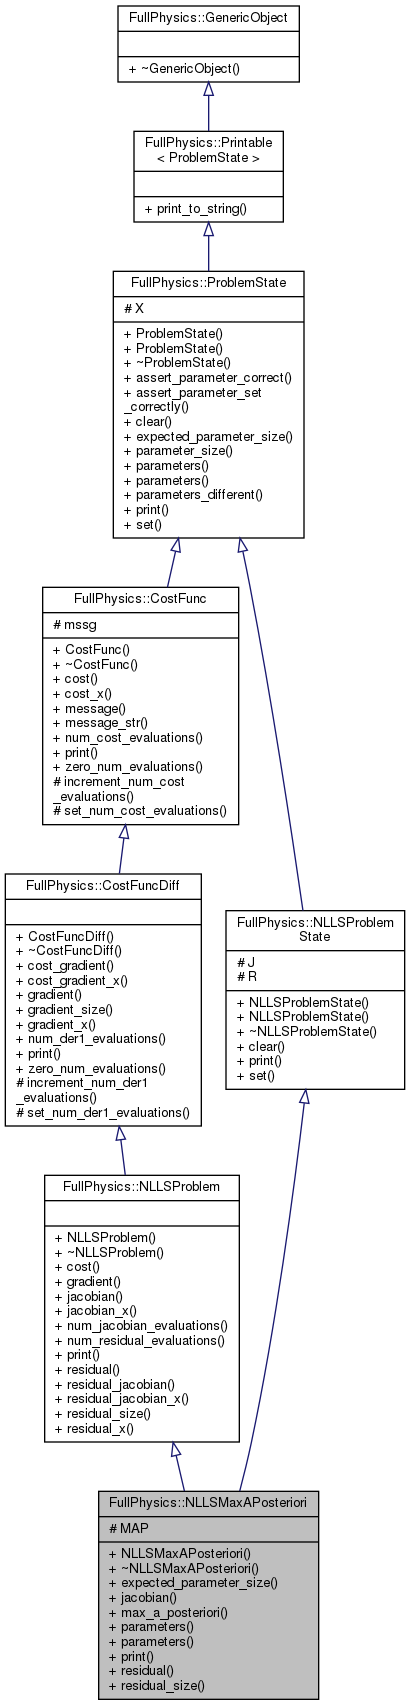 FullPhysics::GenericObject
+ ~GenericObject()
FullPhysics::Printable
< ProblemState >
+ print_to_string()
FullPhysics::ProblemState
# X
+ ProblemState()
+ ProblemState()
+ ~ProblemState()
+ assert_parameter_correct()
+ assert_parameter_set
_correctly()
+ clear()
+ expected_parameter_size()
+ parameter_size()
+ parameters()
+ parameters()
+ parameters_different()
+ print()
+ set()
FullPhysics::CostFunc
# mssg
+ CostFunc()
+ ~CostFunc()
+ cost()
+ cost_x()
+ message()
+ message_str()
+ num_cost_evaluations()
+ print()
+ zero_num_evaluations()
# increment_num_cost
_evaluations()
# set_num_cost_evaluations()
FullPhysics::CostFuncDiff
+ CostFuncDiff()
+ ~CostFuncDiff()
+ cost_gradient()
+ cost_gradient_x()
+ gradient()
+ gradient_size()
+ gradient_x()
+ num_der1_evaluations()
+ print()
+ zero_num_evaluations()
# increment_num_der1
_evaluations()
# set_num_der1_evaluations()
FullPhysics::NLLSProblem
State
# J
# R
+ NLLSProblemState()
+ NLLSProblemState()
+ ~NLLSProblemState()
+ clear()
+ print()
+ set()
FullPhysics::NLLSProblem
+ NLLSProblem()
+ ~NLLSProblem()
+ cost()
+ gradient()
+ jacobian()
+ jacobian_x()
+ num_jacobian_evaluations()
+ num_residual_evaluations()
+ print()
+ residual()
+ residual_jacobian()
+ residual_jacobian_x()
+ residual_size()
+ residual_x()
FullPhysics::NLLSMaxAPosteriori
# MAP
+ NLLSMaxAPosteriori()
+ ~NLLSMaxAPosteriori()
+ expected_parameter_size()
+ jacobian()
+ max_a_posteriori()
+ parameters()
+ parameters()
+ print()
+ residual()
+ residual_size()